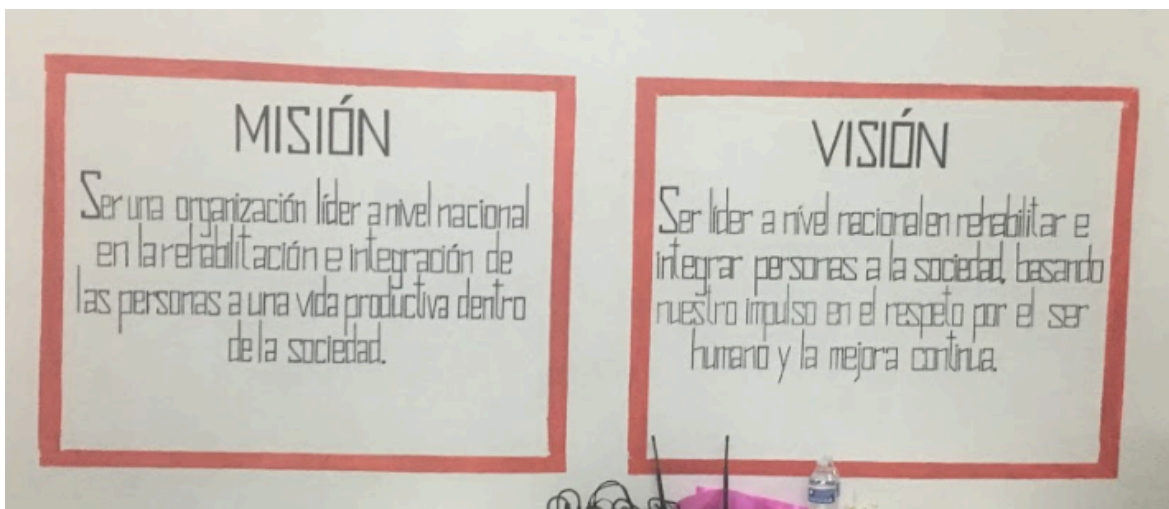 MISIÓN
Ser una organización líder a nivel nacional
en la rehabilitación e integración de
las personas a una vida productiva dentro
de la sociedad.
VISIÓN
Ser líder a nivel nacional en rehabilitar e
integrar personas a la sociedad, basando
nuestro impulso en el respeto por el ser
humano y la mejora continua.